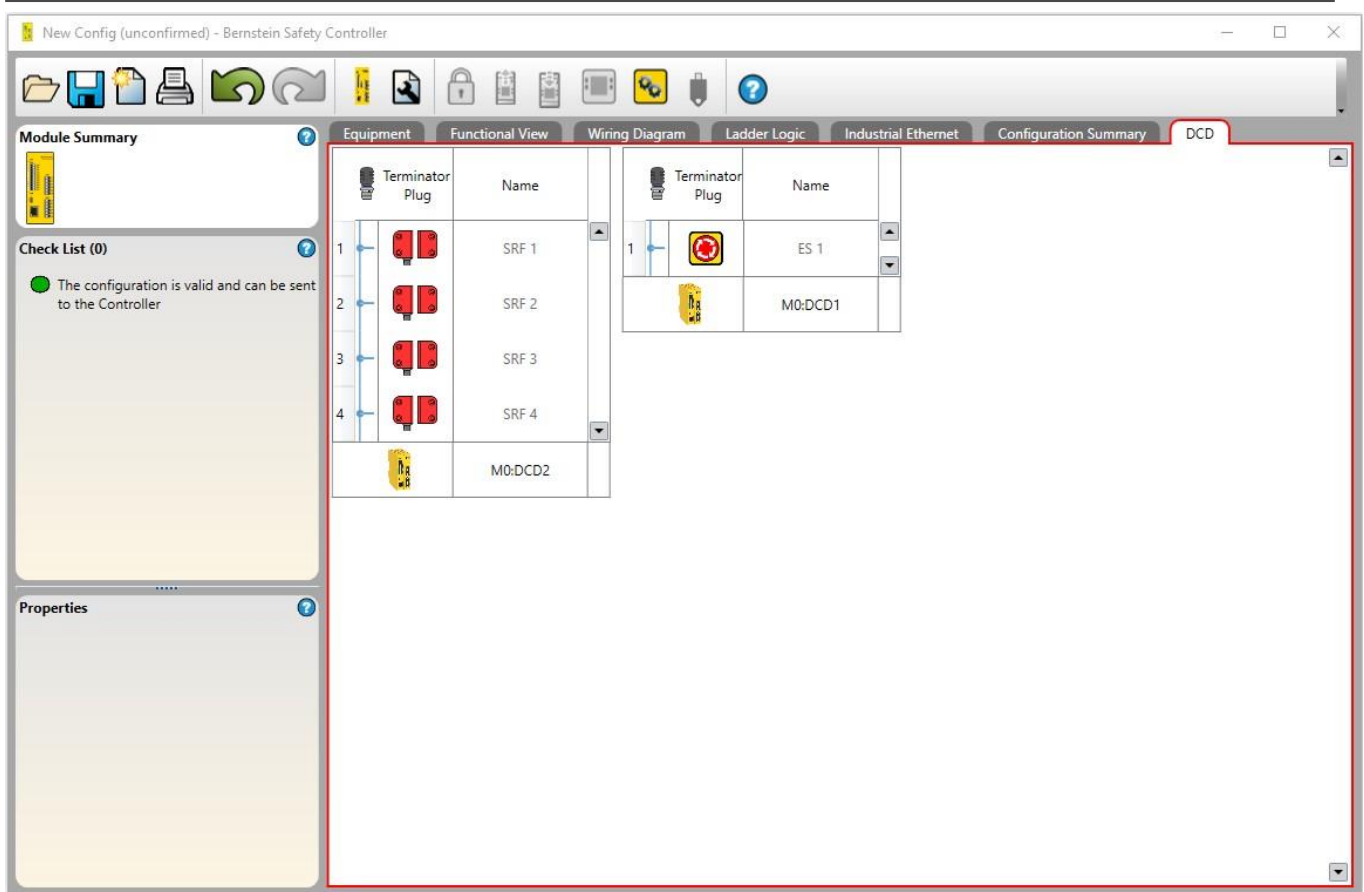 New Config (unconfirmed) - Bernstein Safety Controller
Module Summary
Equipment
Functional View
Wiring Diagram
Ladder Logic
Industrial Ethernet
Configuration Summary
DCD
Check List (0)
The configuration is valid and can be sent
to the Controller
Properties
Terminator
Plug
Name
1
SRF 1
2
SRF 2
3
SRF 3
4
SRF 4
M0:DCD2
Terminator
Plug
Name
1
ES 1
M0:DCD1